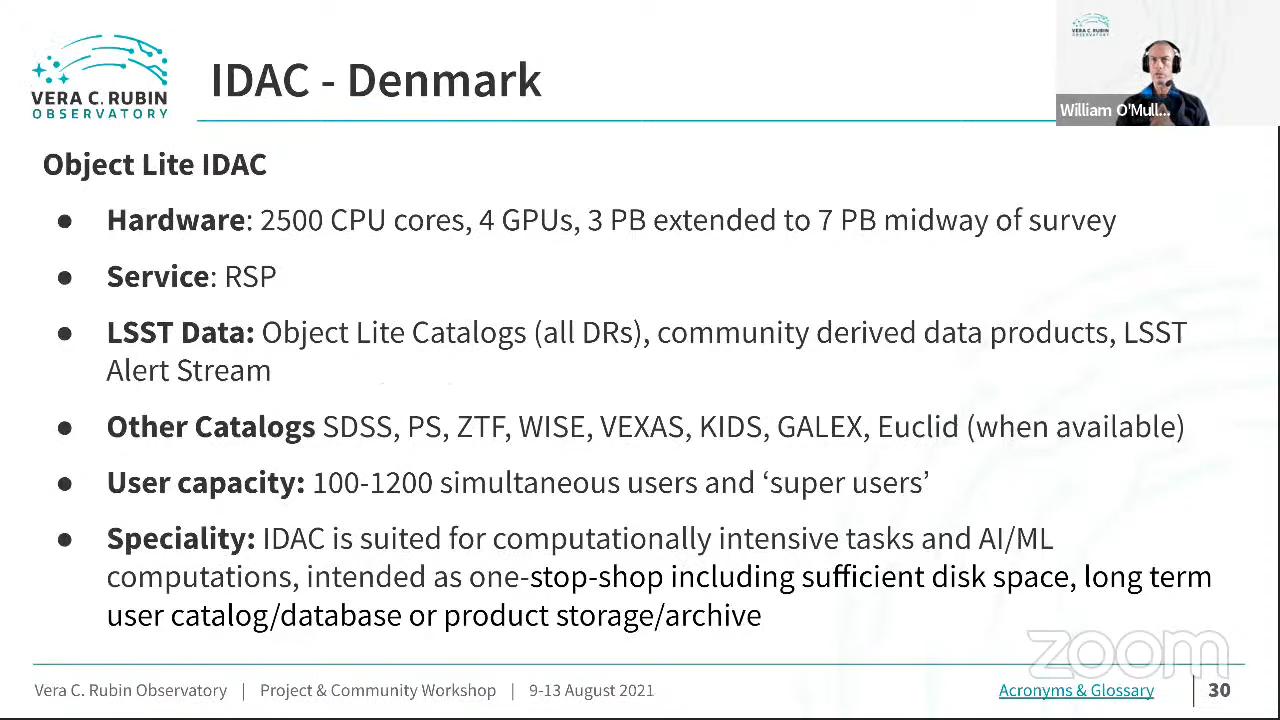 VERA C. RUBIN
OBSERVATORY
IDAC - Denmark
VERA C. RUBIN
OBSERVATORY
William O'Mull...
Object Lite IDAC
● Hardware: 2500 CPU cores, 4 GPUs, 3 PB extended to 7 PB midway of survey
● Service: RSP
● LSST Data: Object Lite Catalogs (all DRs), community derived data products, LSST
Alert Stream
● Other Catalogs SDSS, PS, ZTF, WISE, VEXAS, KIDS, GALEX, Euclid (when available)
● User capacity: 100-1200 simultaneous users and ‘super users’
● Speciality: IDAC is suited for computationally intensive tasks and AI/ML
computations, intended as one-stop-shop including sufficient disk space, long term
user catalog/database or product storage/archive
zoom
Vera C. Rubin Observatory | Project & Community Workshop | 9-13 August 2021
Acronyms & Glossary
30